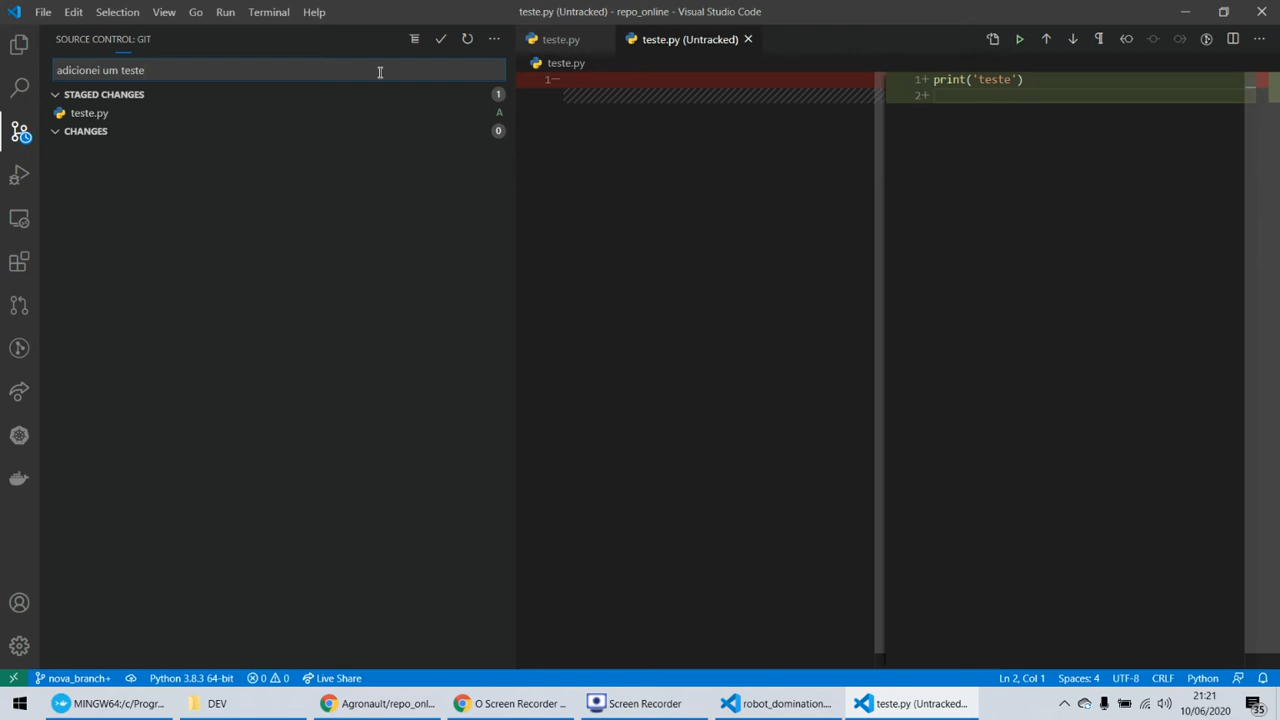 File Edit Selection View Go Run Terminal Help
teste.py (Untracked) - repo_online - Visual Studio Code
SOURCE CONTROL: GIT
teste.py
teste.py (Untracked)
adicionei um teste
teste.py
STAGED CHANGES 1
teste.py A
CHANGES 0
1
1+ print('teste')
2+
nova_branch+
Python 3.8.3 64-bit
0 0
Live Share
Ln 2, Col 1
Spaces: 4
UTF-8
CRLF
Python
MINGW64:/c/Progr...
DEV
Agronault/repo_onl...
O Screen Recorder ...
Screen Recorder
robot_domination...
teste.py (Untracked...
21:21
10/06/2020
35